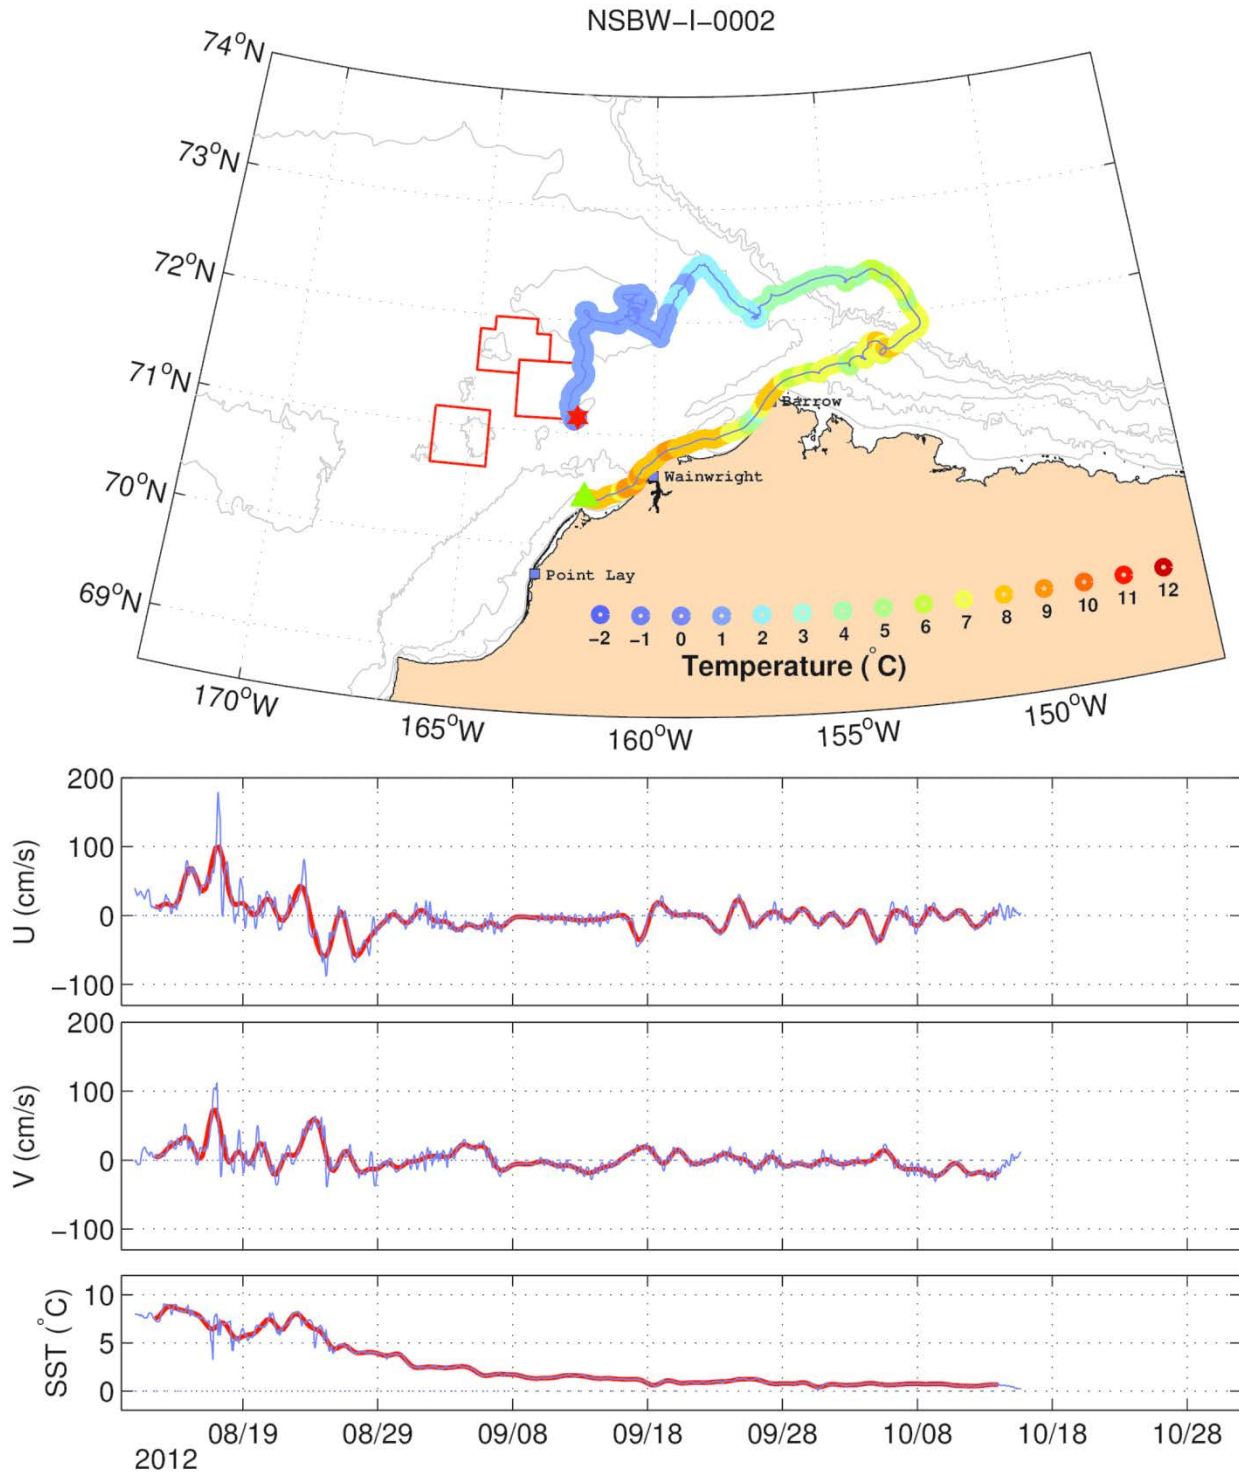 NSBW-I-0002
74°N
73°N
72°N
71°N
70°N
69°N
Barrow
Wainwright
Point Lay
-2 -1 0 1 2 3 4 5 6 7 8 9 10 11 12
Temperature (°C)
170°W 165°W 160°W 155°W 150°W
200
100
0
-100
U (cm/s)
200
100
0
-100
V (cm/s)
10
5
0
SST (°C)
08/19 08/29 09/08 09/18 09/28 10/08 10/18 10/28
2012